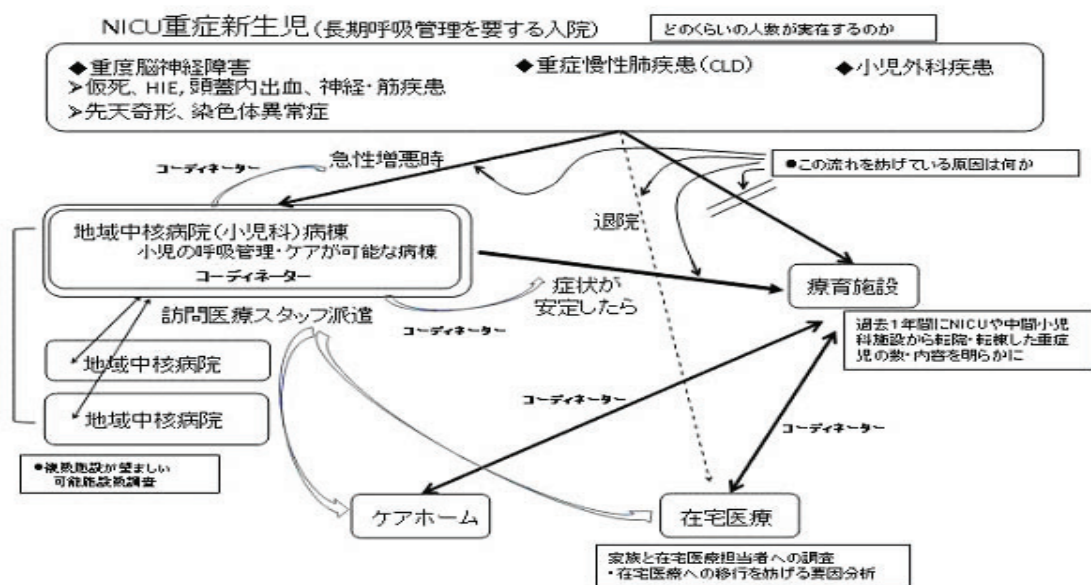 NICU重症新生児(長期呼吸管理を要する入院)
どのくらいの人数が実在するのか
◆重度脳神経障害
◆重症慢性肺疾患(CLD)
◆小児外科疾患
➢仮死、HIE,頭蓋内出血、神経・筋疾患
➢先天奇形、染色体異常症
コーディネーター
急性増悪時
●この流れを妨げている原因は何か
地域中核病院(小児科)病棟
小児の呼吸管理・ケアが可能な病棟
コーディネーター
退院
症状が
安定したら
療育施設
訪問医療スタッフ派遣
コーディネーター
過去1年間にNICUや中間小児
科施設から転院・転棟した重症
児の数・内容を明らかに
地域中核病院
地域中核病院
コーディネーター
コーディネーター
●複数施設が望ましい
可能施設数調査
ケアホーム
在宅医療
家族と在宅医療担当者への調査
・在宅医療への移行を妨げる要因分析